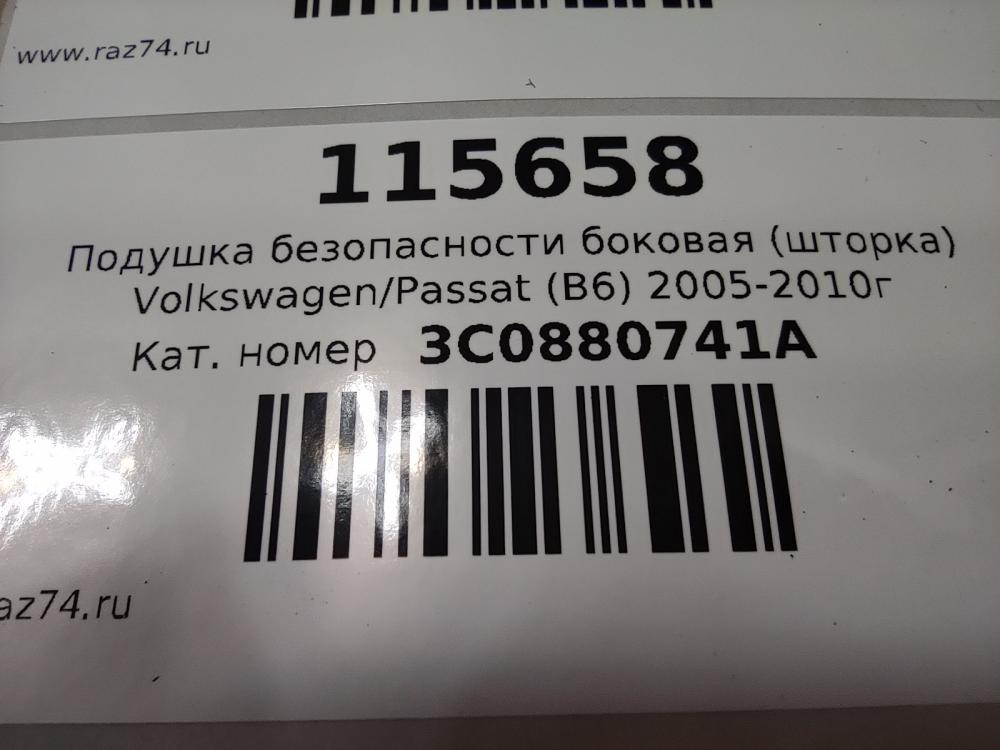 www.raz74.ru
115658
Подушка безопасности боковая (шторка)
Volkswagen/Passat (B6) 2005-2010г
Кат. номер 3C0880741A
az74.ru